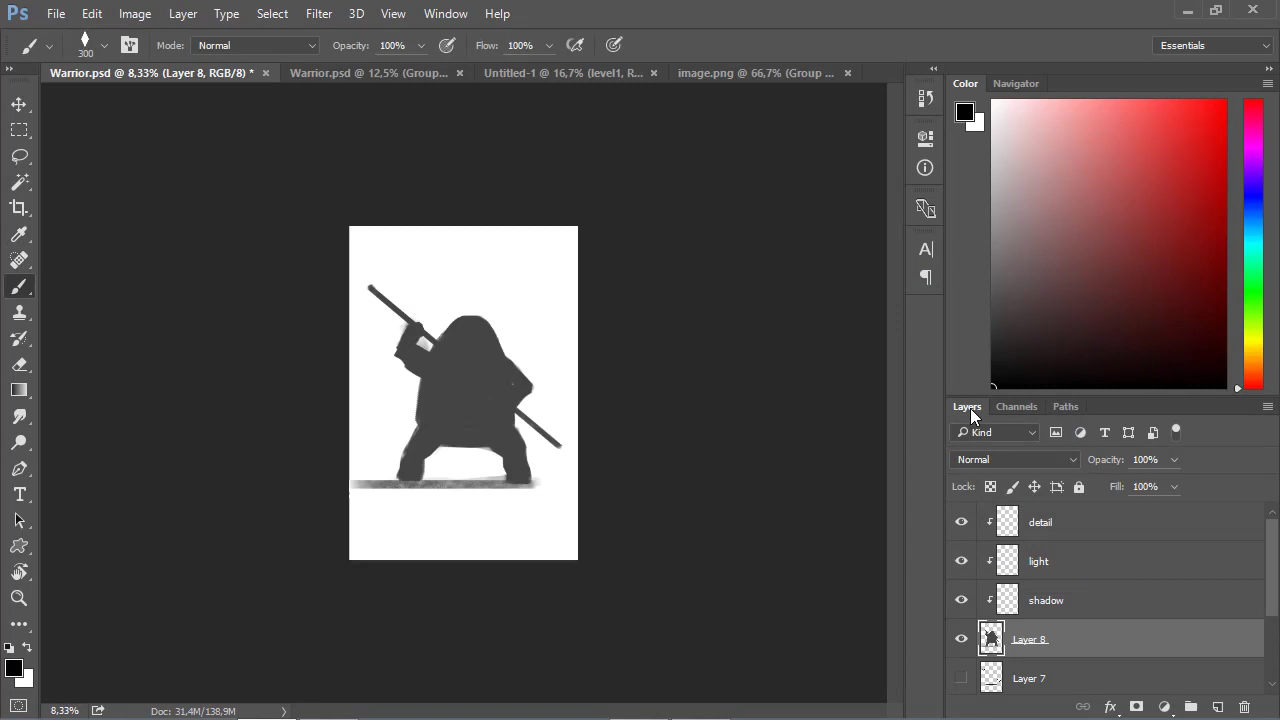 Ps File Edit Image Layer Type Select Filter 3D View Window Help
300 Mode: Normal Opacity: 100% Flow: 100% Essentials
Warrior.psd @ 8,33% (Layer 8, RGB/8) * Warrior.psd @ 12,5% (Group... Untitled-1 @ 16,7% (level1, R... image.png @ 66,7% (Group ...
Color Navigator
Layers Channels Paths
Kind
Normal Opacity: 100%
Lock: Fill: 100%
detail
light
shadow
Layer 8
Layer 7
8,33% Doc: 31,4M/138,9M